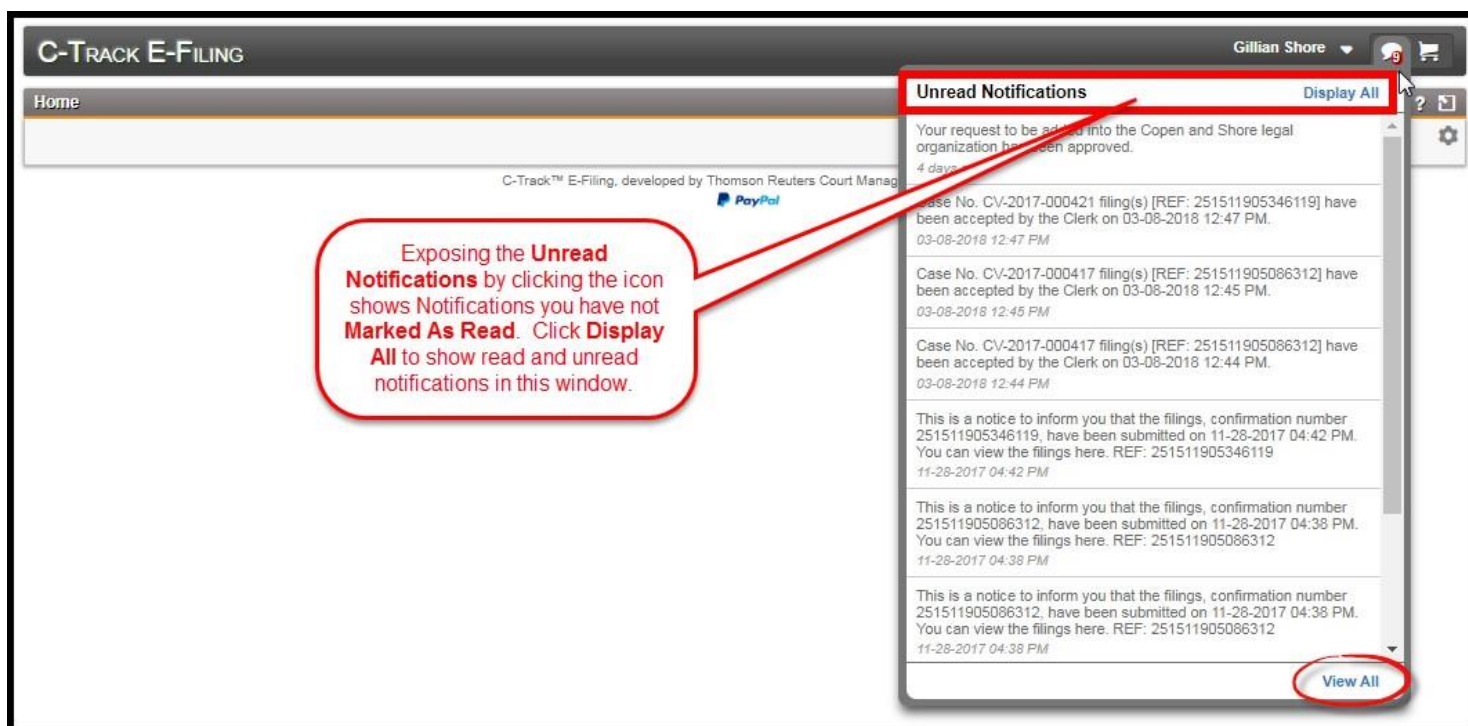 C-TRACK E-FILING
Gillian Shore
9
Home
?
Unread Notifications
Display All
Your request to be added into the Copen and Shore legal
organization has been approved.
4 days
Case No. CV-2017-000421 filing(s) [REF: 251511905346119] have
been accepted by the Clerk on 03-08-2018 12:47 PM.
03-08-2018 12:47 PM
Case No. CV-2017-000417 filing(s) [REF: 251511905086312] have
been accepted by the Clerk on 03-08-2018 12:45 PM.
03-08-2018 12:45 PM
Case No. CV-2017-000417 filing(s) [REF: 251511905086312] have
been accepted by the Clerk on 03-08-2018 12:44 PM.
03-08-2018 12:44 PM
This is a notice to inform you that the filings, confirmation number
251511905346119, have been submitted on 11-28-2017 04:42 PM.
You can view the filings here. REF: 251511905346119
11-28-2017 04:42 PM
This is a notice to inform you that the filings, confirmation number
251511905086312, have been submitted on 11-28-2017 04:38 PM.
You can view the filings here. REF: 251511905086312
11-28-2017 04:38 PM
This is a notice to inform you that the filings, confirmation number
251511905086312, have been submitted on 11-28-2017 04:38 PM.
You can view the filings here. REF: 251511905086312
11-28-2017 04:38 PM
View All
C-Track™ E-Filing, developed by Thomson Reuters Court Manag
PayPal
Exposing the Unread
Notifications by clicking the icon
shows Notifications you have not
Marked As Read. Click Display
All to show read and unread
notifications in this window.